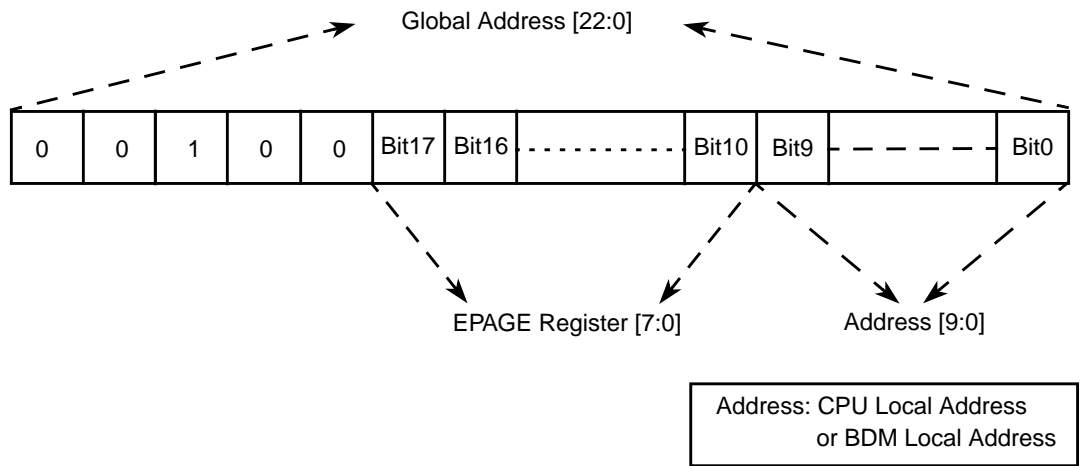 Global Address [22:0]
0 0 1 0 0 Bit17 Bit16 Bit10 Bit9 Bit0
EPAGE Register [7:0] Address [9:0]
Address: CPU Local Address
or BDM Local Address